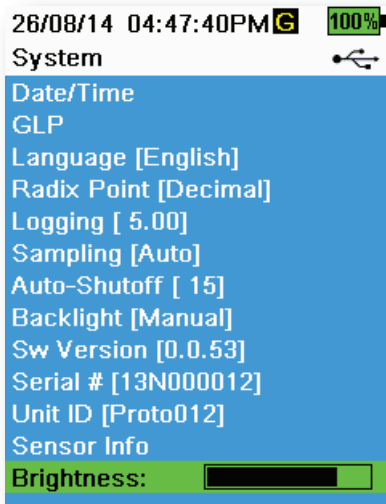 26/08/14 04:47:40PM G 100%
System
Date/Time
GLP
Language [English]
Radix Point [Decimal]
Logging [ 5.00]
Sampling [Auto]
Auto-Shutoff [ 15]
Backlight [Manual]
Sw Version [0.0.53]
Serial # [13N000012]
Unit ID [Proto012]
Sensor Info
Brightness: